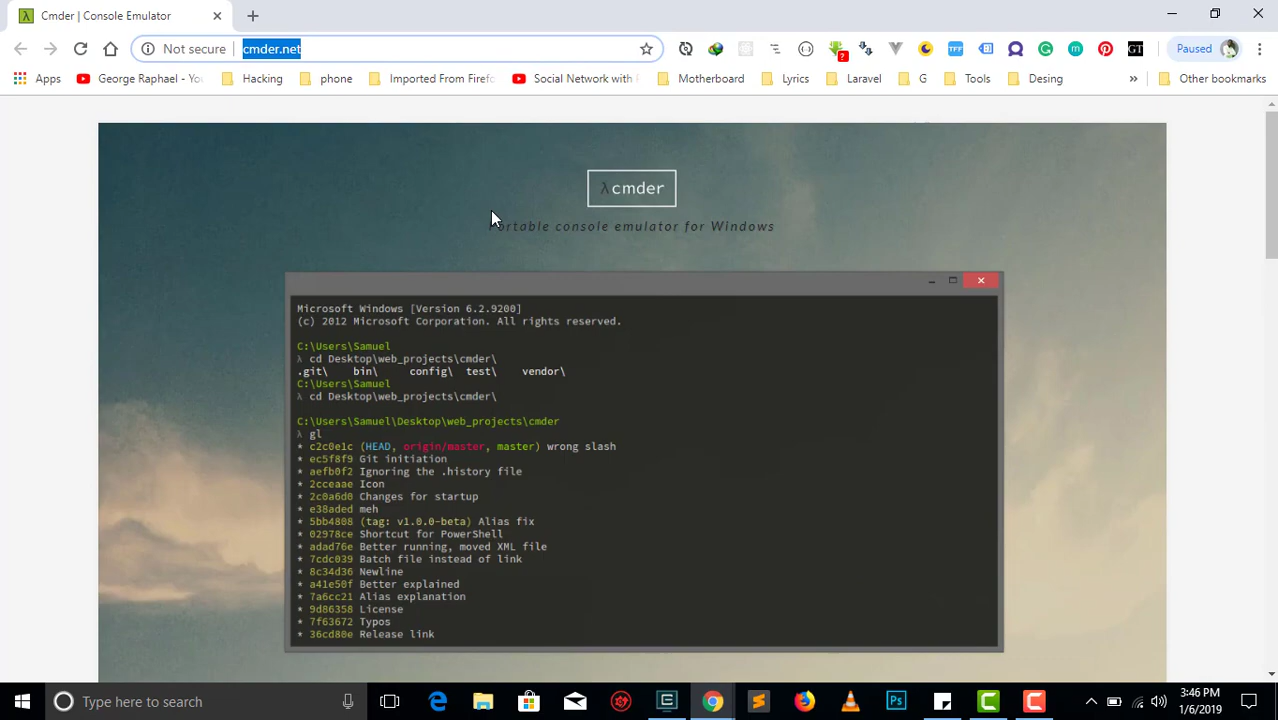 Cmder | Console Emulator
Not secure cmder.net Paused
Apps George Raphael - Yo Hacking phone Imported From Firefo Social Network with Motherboard Lyrics Laravel G Tools Desing » Other bookmarks
λcmder
Portable console emulator for Windows
Microsoft Windows [Version 6.2.9200]
(c) 2012 Microsoft Corporation. All rights reserved.
C:\Users\Samuel
λ cd Desktop\web_projects\cmder\
.git\ bin\ config\ test\ vendor\
C:\Users\Samuel
λ cd Desktop\web_projects\cmder\
C:\Users\Samuel\Desktop\web_projects\cmder
λ gl
* c2c0e1c (HEAD, origin/master, master) wrong slash
* ec5f8f9 Git initiation
* aefb0f2 Ignoring the .history file
* 2cceaae Icon
* 2c0a6d0 Changes for startup
* e38aded meh
* 5bb4808 (tag: v1.0.0-beta) Alias fix
* 02978ce Shortcut for PowerShell
* adad76e Better running, moved XML file
* 7cdc039 Batch file instead of link
* 8c34d36 Newline
* a41e50f Better explained
* 7a6cc21 Alias explanation
* 9d86358 License
* 7f63672 Typos
* 36cd80e Release link
Type here to search
3:46 PM
1/6/2019